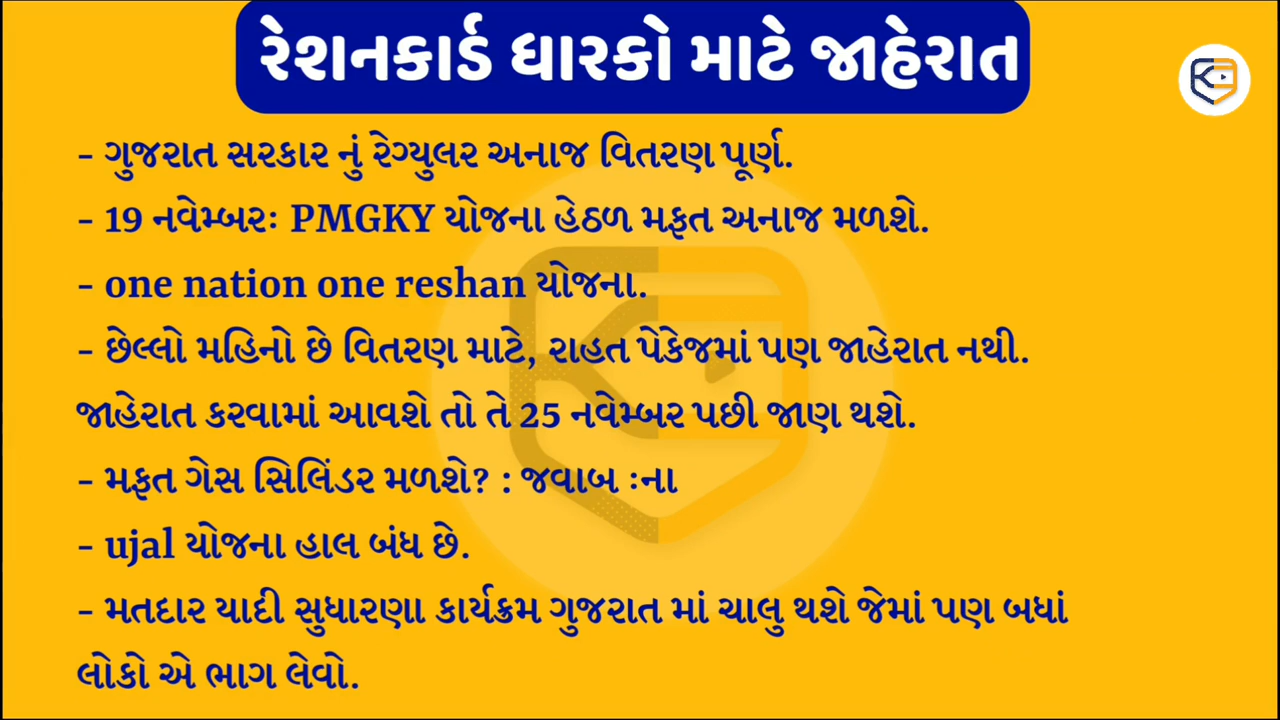 રેશનકાર્ડ ધારકો માટે જાહેરાત
- ગુજરાત સરકાર નું રેગ્યુલર અનાજ વિતરણ પૂર્ણ.
- 19 નવેમ્બરઃ PMGKY યોજના હેઠળ મફત અનાજ મળશે.
- one nation one reshan યોજના.
- છેલ્લો મહિનો છે વિતરણ માટે, રાહત પેકેજમાં પણ જાહેરાત નથી.
જાહેરાત કરવામાં આવશે તો તે 25 નવેમ્બર પછી જાણ થશે.
- મફત ગેસ સિલિંડર મળશે? : જવાબ ઃના
- ujal યોજના હાલ બંધ છે.
- મતદાર યાદી સુધારણા કાર્યક્રમ ગુજરાત માં ચાલુ થશે જેમાં પણ બધાં
લોકો એ ભાગ લેવો.